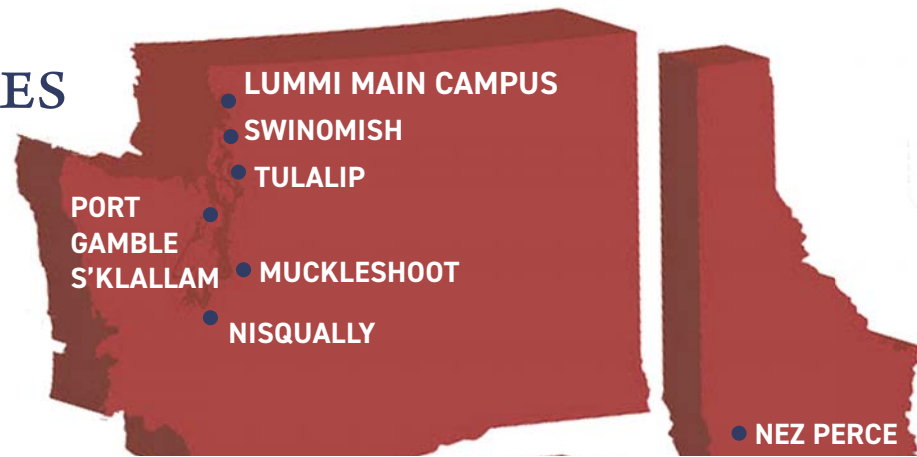 ES
LUMMI MAIN CAMPUS
SWINOMISH
TULALIP
PORT
GAMBLE
S’KLALLAM
MUCKLESHOOT
NISQUALLY
NEZ PERCE